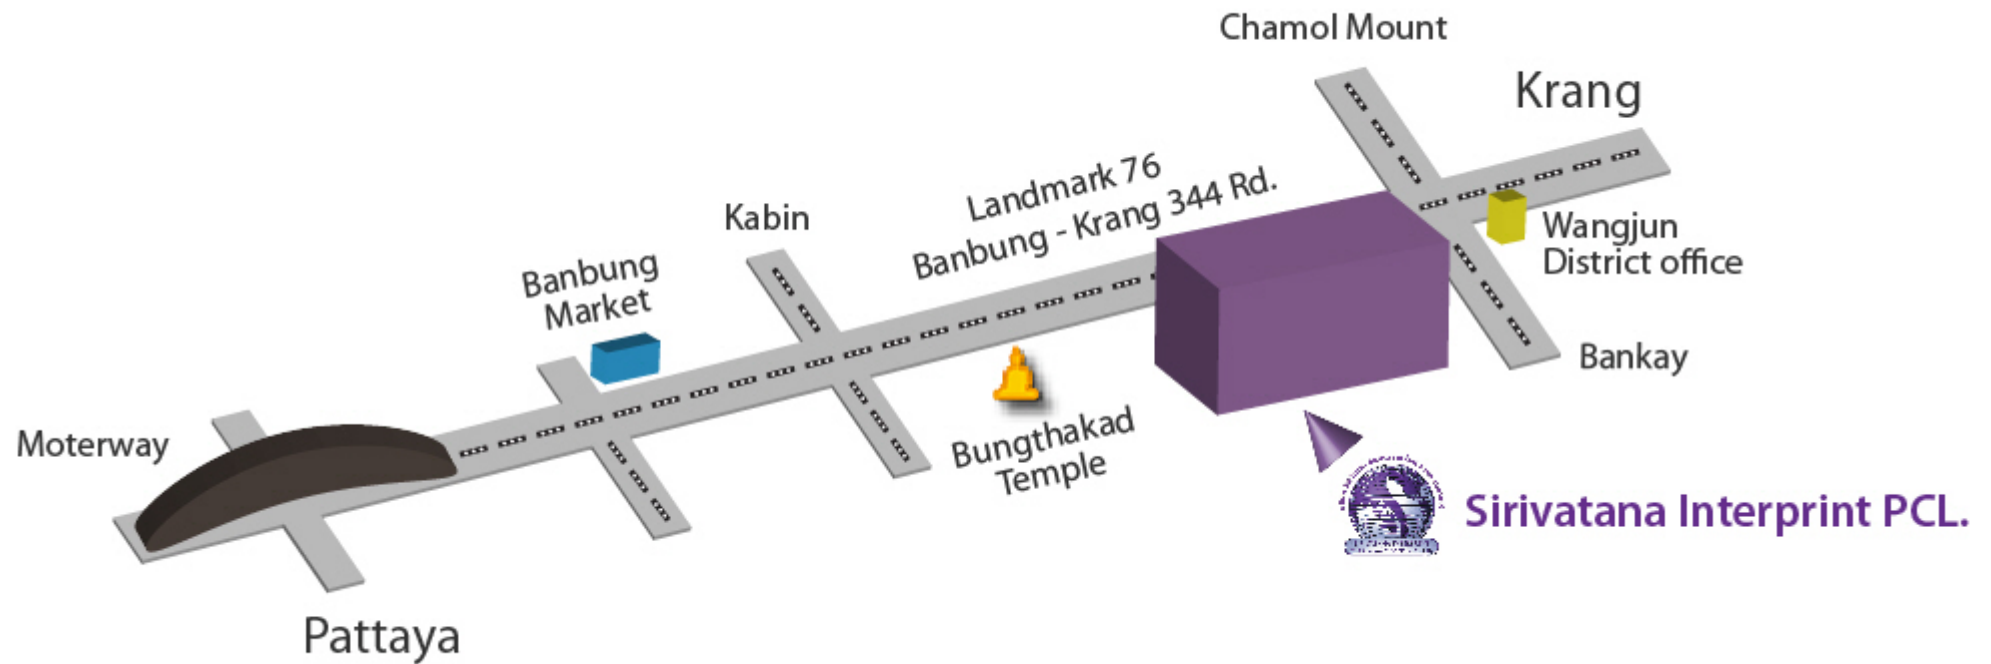 Chamol Mount
Krang
Landmark 76
Banbung - Krang 344 Rd.
Kabin
Wangjun
District office
Banbung
Market
Bankay
Moterway
Bungthakad
Temple
Sirivatana Interprint PCL.
Pattaya